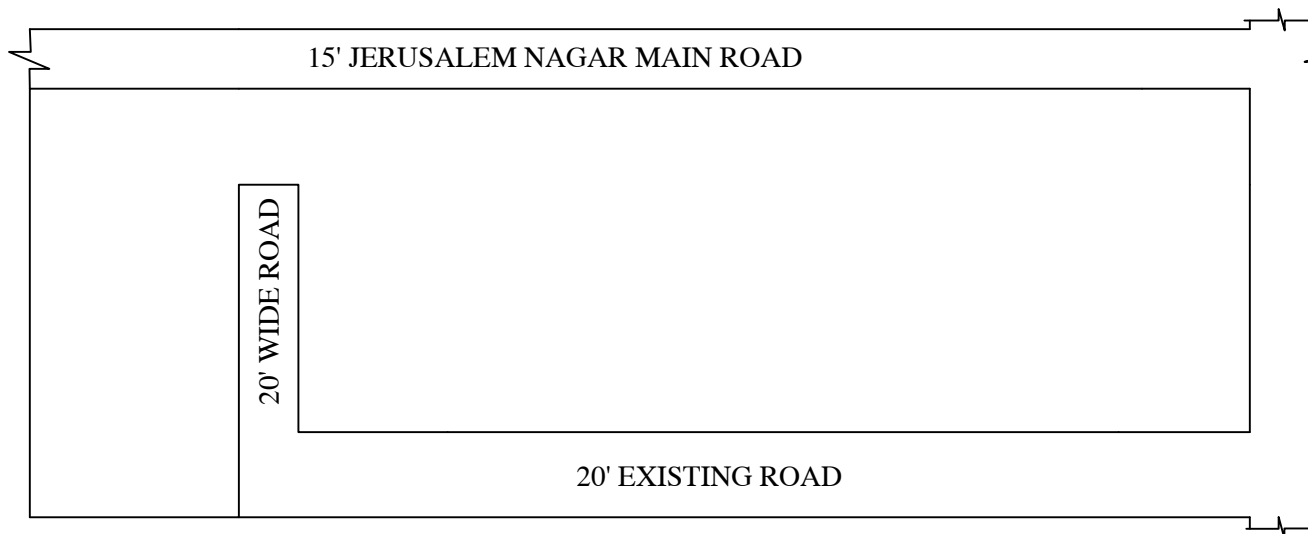 15' JERUSALEM NAGAR MAIN ROAD
20' WIDE ROAD
20' EXISTING ROAD